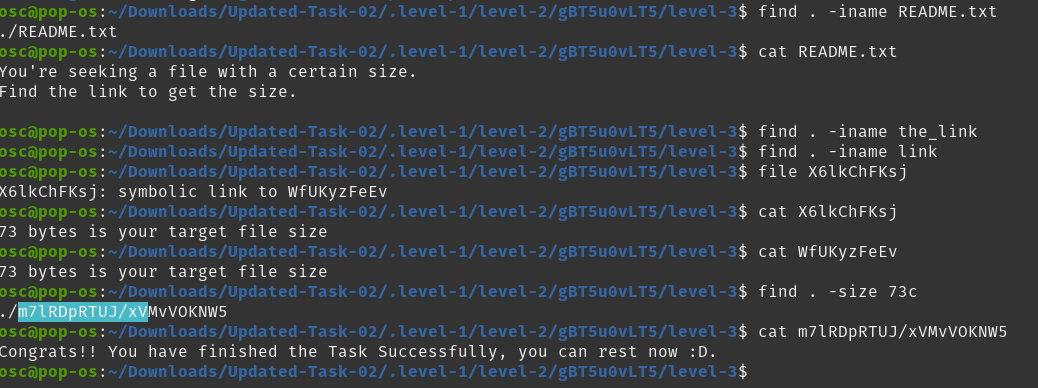 osc@pop-os:~/Downloads/Updated-Task-02/.level-1/level-2/gBT5u0vLT5/level-3$ find . -iname README.txt
./README.txt
osc@pop-os:~/Downloads/Updated-Task-02/.level-1/level-2/gBT5u0vLT5/level-3$ cat README.txt
You're seeking a file with a certain size.
Find the link to get the size.
osc@pop-os:~/Downloads/Updated-Task-02/.level-1/level-2/gBT5u0vLT5/level-3$ find . -iname the_link
osc@pop-os:~/Downloads/Updated-Task-02/.level-1/level-2/gBT5u0vLT5/level-3$ find . -iname link
osc@pop-os:~/Downloads/Updated-Task-02/.level-1/level-2/gBT5u0vLT5/level-3$ file X6lkChFKsj
X6lkChFKsj: symbolic link to WfUKyzFeEv
osc@pop-os:~/Downloads/Updated-Task-02/.level-1/level-2/gBT5u0vLT5/level-3$ cat X6lkChFKsj
73 bytes is your target file size
osc@pop-os:~/Downloads/Updated-Task-02/.level-1/level-2/gBT5u0vLT5/level-3$ cat WfUKyzFeEv
73 bytes is your target file size
osc@pop-os:~/Downloads/Updated-Task-02/.level-1/level-2/gBT5u0vLT5/level-3$ find . -size 73c
./m7lRDpRTUJ/xVMvVOKNW5
osc@pop-os:~/Downloads/Updated-Task-02/.level-1/level-2/gBT5u0vLT5/level-3$ cat m7lRDpRTUJ/xVMvVOKNW5
Congrats!! You have finished the Task Successfully, you can rest now :D.
osc@pop-os:~/Downloads/Updated-Task-02/.level-1/level-2/gBT5u0vLT5/level-3$